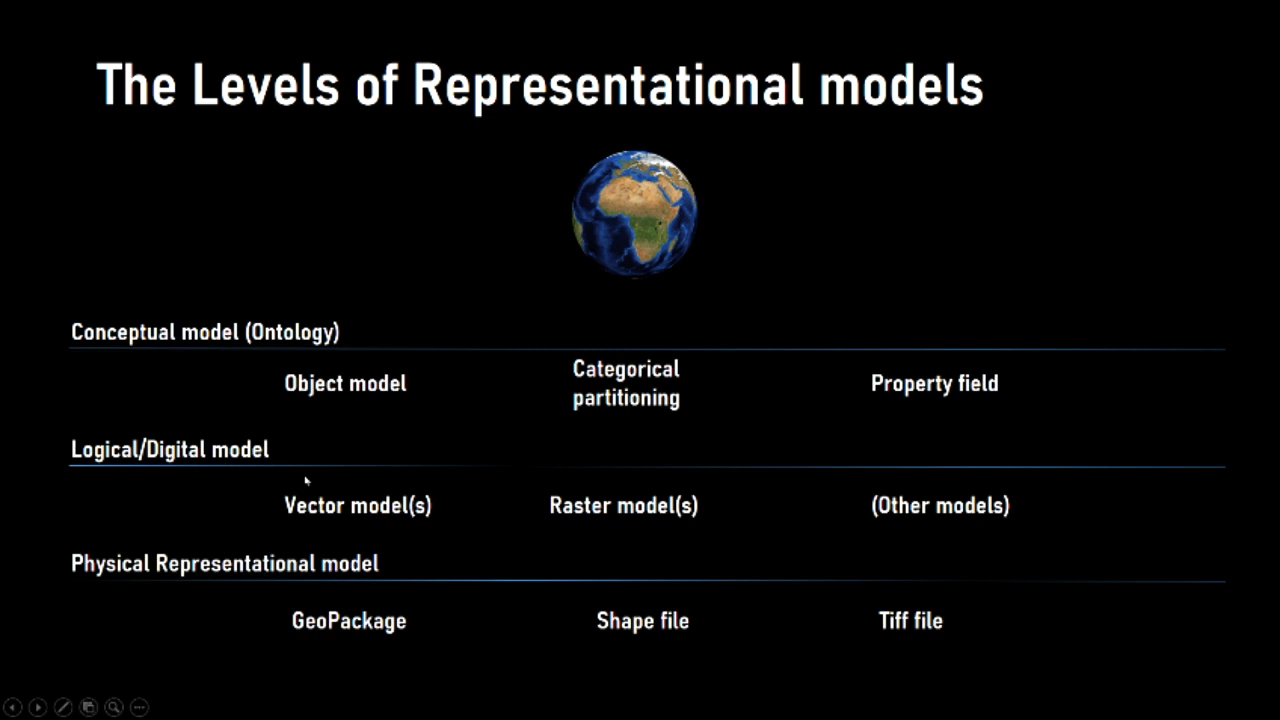 The Levels of Representational models
Conceptual model (Ontology)
Object model
Categorical
partitioning
Property field
Logical/Digital model
Vector model(s)
Raster model(s)
(Other models)
Physical Representational model
GeoPackage
Shape file
Tiff file